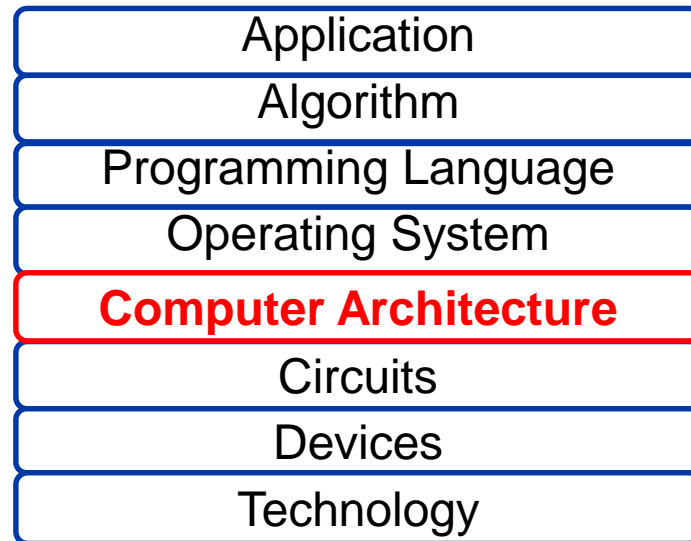 Application
Algorithm
Programming Language
Operating System
Computer Architecture
Circuits
Devices
Technology